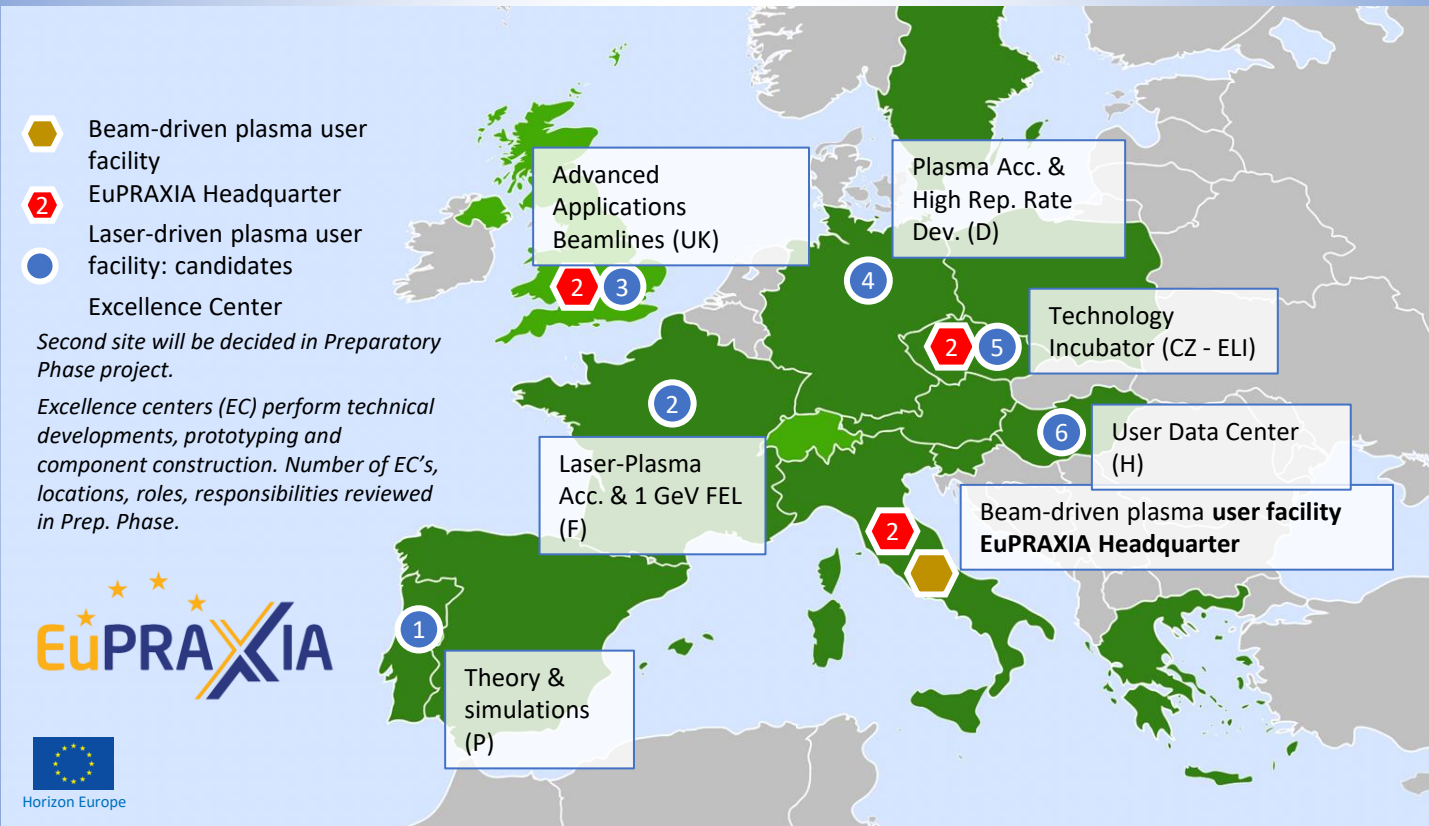 Beam-driven plasma user
facility
2
EuPRAXIA Headquarter
Laser-driven plasma user
facility: candidates
Excellence Center
Second site will be decided in Preparatory
Phase project.
Excellence centers (EC) perform technical
developments, prototyping and
component construction. Number of EC's,
locations, roles, responsibilities reviewed
in Prep. Phase.
EuPRAXIA
Horizon Europe
Advanced
Applications
Beamlines (UK)
2
3
Plasma Acc. &
High Rep. Rate
Dev. (D)
4
Technology
Incubator (CZ - ELI)
2
5
2
Laser-Plasma
Acc. & 1 GeV FEL
(F)
6
User Data Center
(H)
Beam-driven plasma user facility
EuPRAXIA Headquarter
2
1
Theory &
simulations
(P)